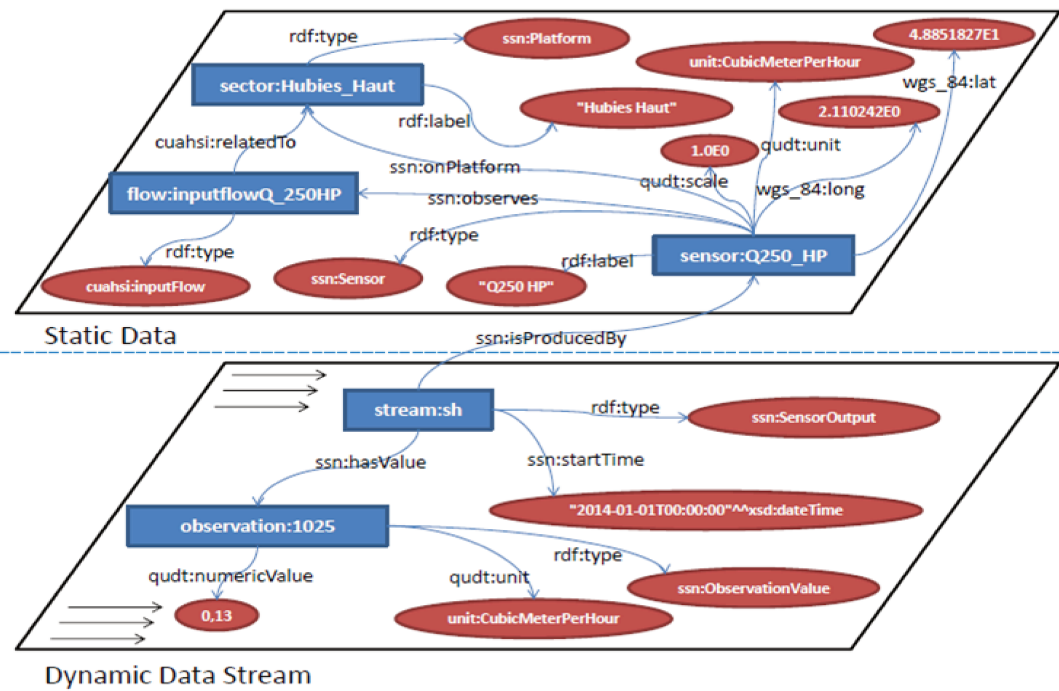 rdf:type
ssn:Platform
4.8851827E1
unit:CubicMeterPerHour
sector:Hubies_Haut
wgs_84:lat
rdf:label
"Hubies Haut"
2.110242E0
cuahsi:relatedTo
qudt:unit
1.0E0
ssn:onPlatform
qudt:scale
wgs_84:long
flow:inputflowQ_250HP
ssn:observes
rdf:type
rdf:type
sensor:Q250_HP
rdf:label
cuahsi:inputFlow
ssn:Sensor
"Q250 HP"
Static Data
ssn:isProducedBy
stream:sh
rdf:type
ssn:SensorOutput
ssn:hasValue
ssn:startTime
"2014-01-01T00:00:00"^^xsd:dateTime
observation:1025
rdf:type
qudt:numericValue
qudt:unit
ssn:ObservationValue
0,13
unit:CubicMeterPerHour
Dynamic Data Stream